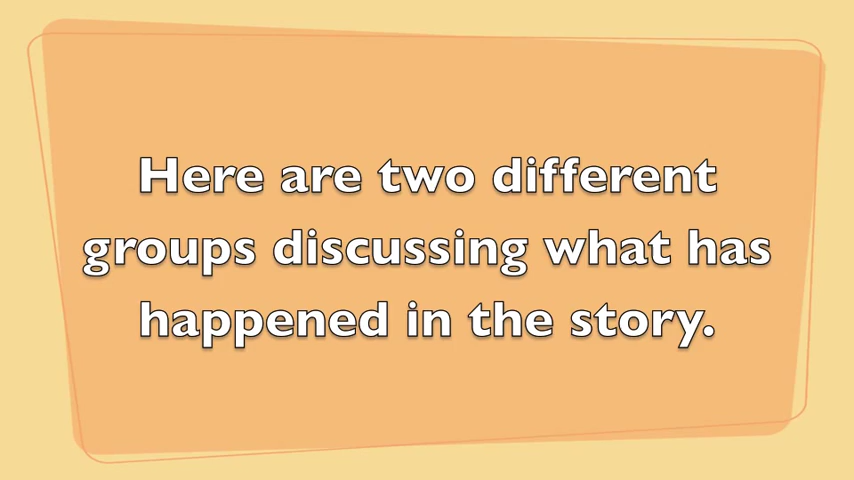 Here are two different
groups discussing what has
happened in the story.